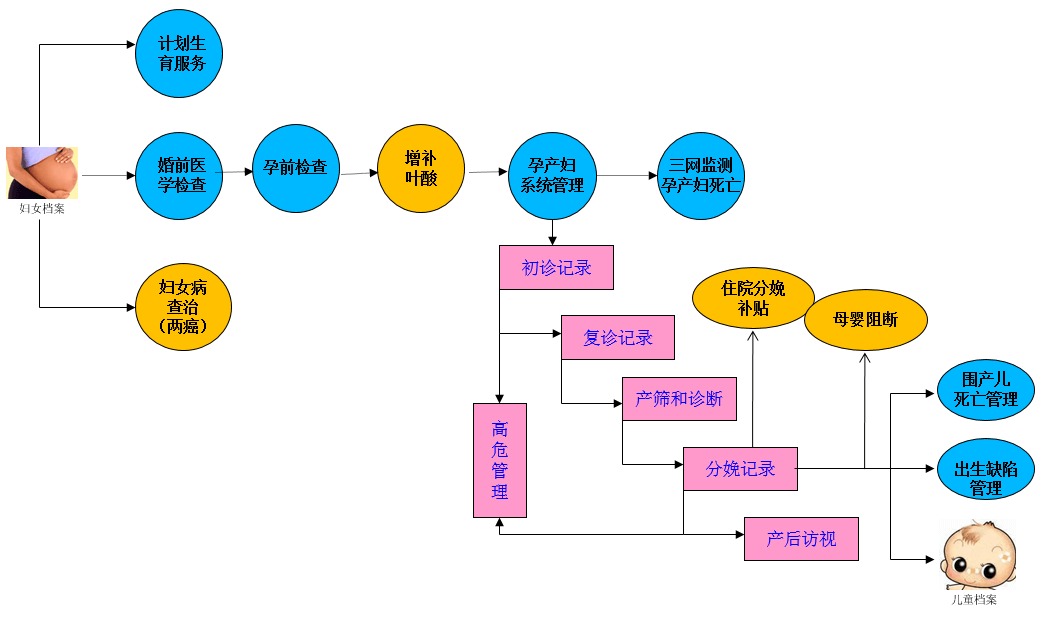 计划生
育服务
婚前医
学检查
孕前检查
增补
叶酸
孕产妇
系统管理
三网监测
孕产妇死亡
妇女档案
妇女病
查治
（两癌）
初诊记录
住院分娩
补贴
母婴阻断
复诊记录
产筛和诊断
围产儿
死亡管理
高
危
管
理
分娩记录
出生缺陷
管理
产后访视
儿童档案